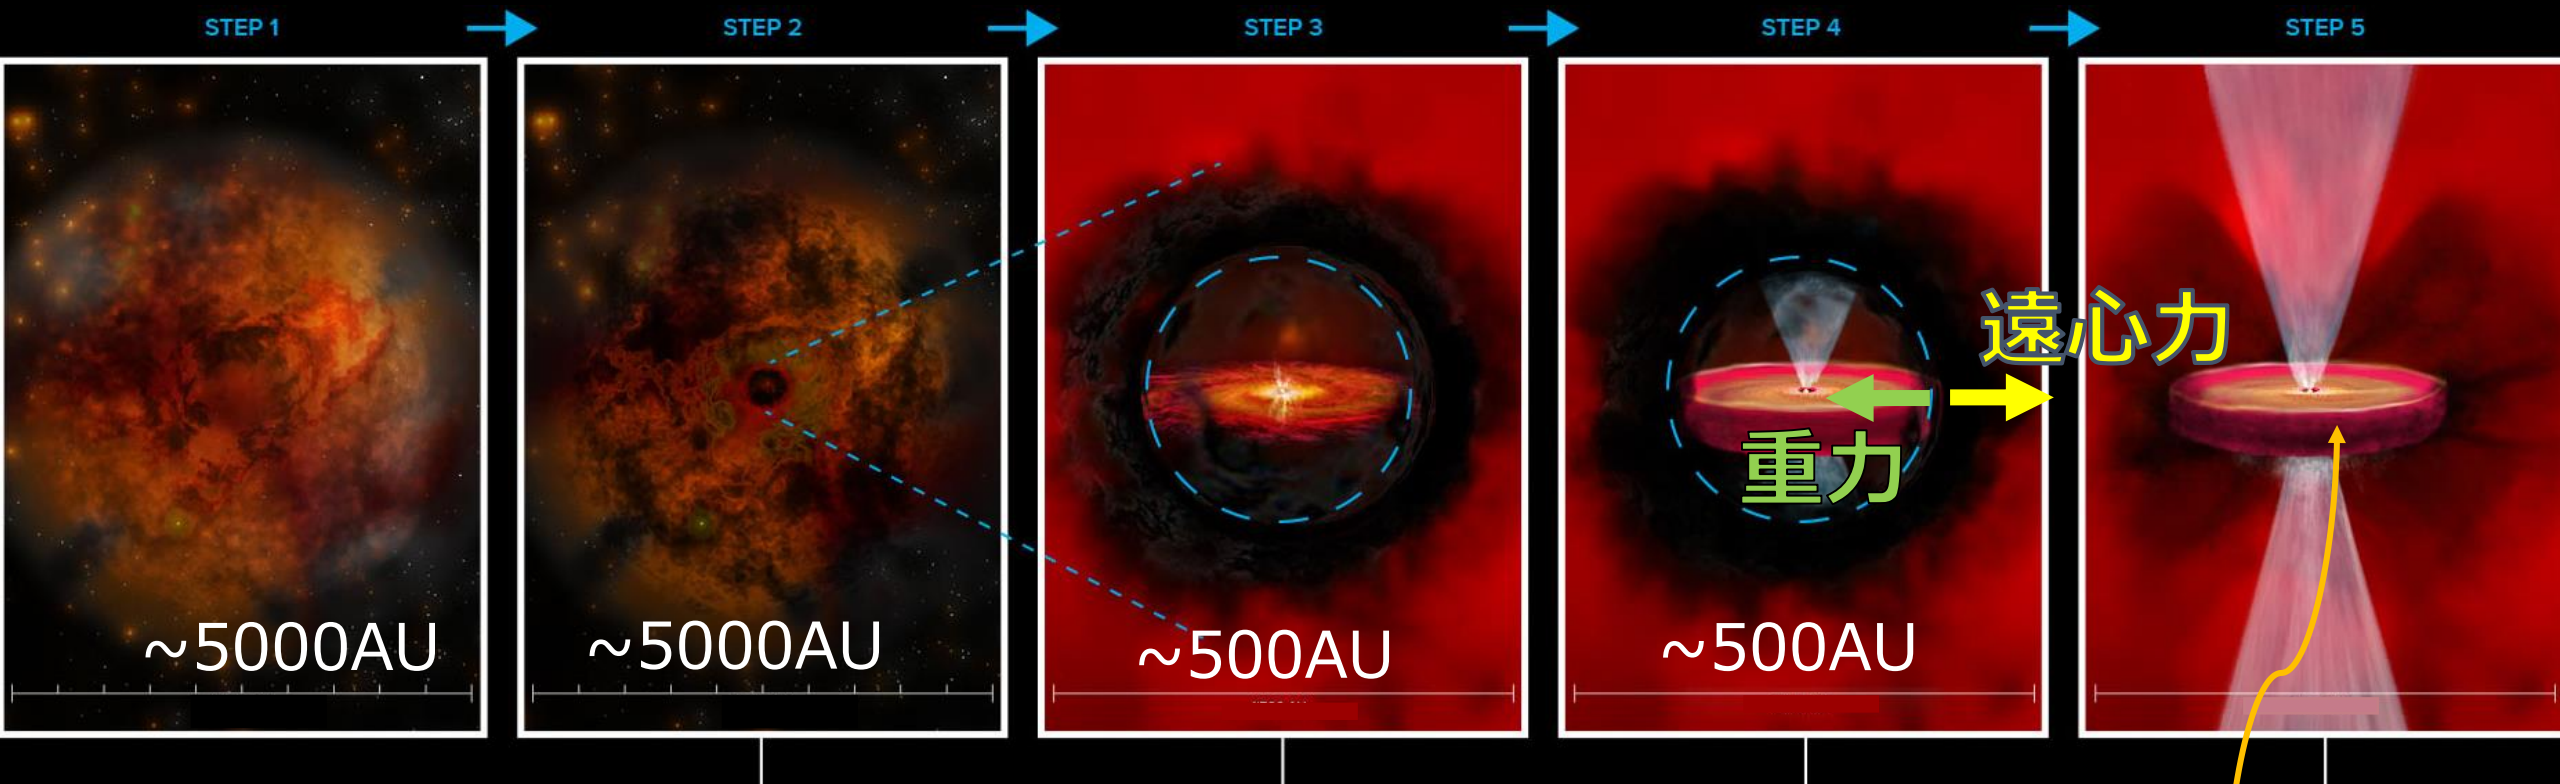 STEP 1
STEP 2
STEP 3
STEP 4
STEP 5
遠心力
重力
~5000AU
~5000AU
~500AU
~500AU